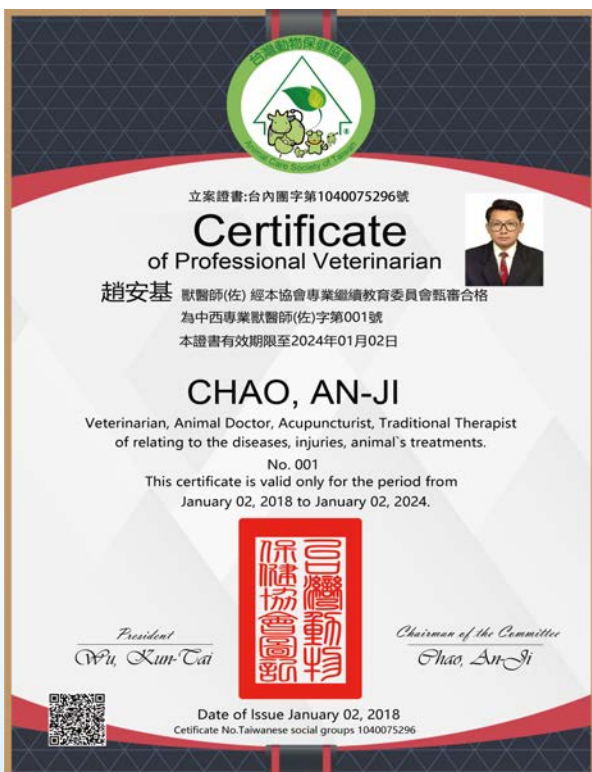 台灣動物保健協會
Animal Care Society of Taiwan
立案證書:台內團字第1040075296號
Certificate
of Professional Veterinarian
趙安基 獸醫師(佐) 經本協會專業繼續教育委員會甄審合格
為中西專業獸醫師(佐)字第001號
本證書有效期限至2024年01月02日
CHAO, AN-JI
Veterinarian, Animal Doctor, Acupuncturist, Traditional Therapist
of relating to the diseases, injuries, animal`s treatments.
No. 001
This certificate is valid only for the period from
January 02, 2018 to January 02, 2024.
台灣動物
保健協會圖記
President
Wu, Kun-Tai
Chairman of the Committee
Chao, An-Ji
Date of Issue January 02, 2018
Cetificate No.Taiwanese social groups 1040075296